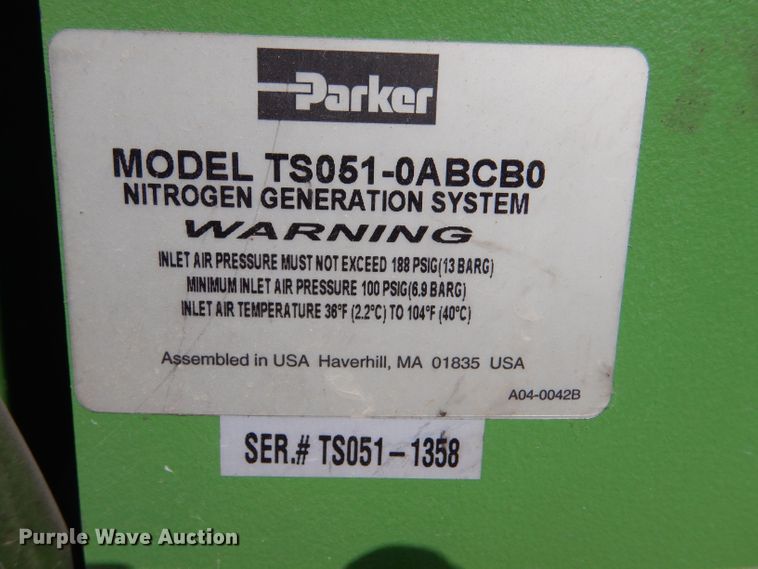 Parker
MODEL TS051-0ABCB0
NITROGEN GENERATION SYSTEM
WARNING
INLET AIR PRESSURE MUST NOT EXCEED 188 PSIG(13 BARG)
MINIMUM INLET AIR PRESSURE 100 PSIG(6.9 BARG)
INLET AIR TEMPERATURE 36°F (2.2°C) TO 104°F (40°C)
Assembled in USA Haverhill, MA 01835 USA
A04-0042B
SER.# TS051-1358
Purple Wave Auction